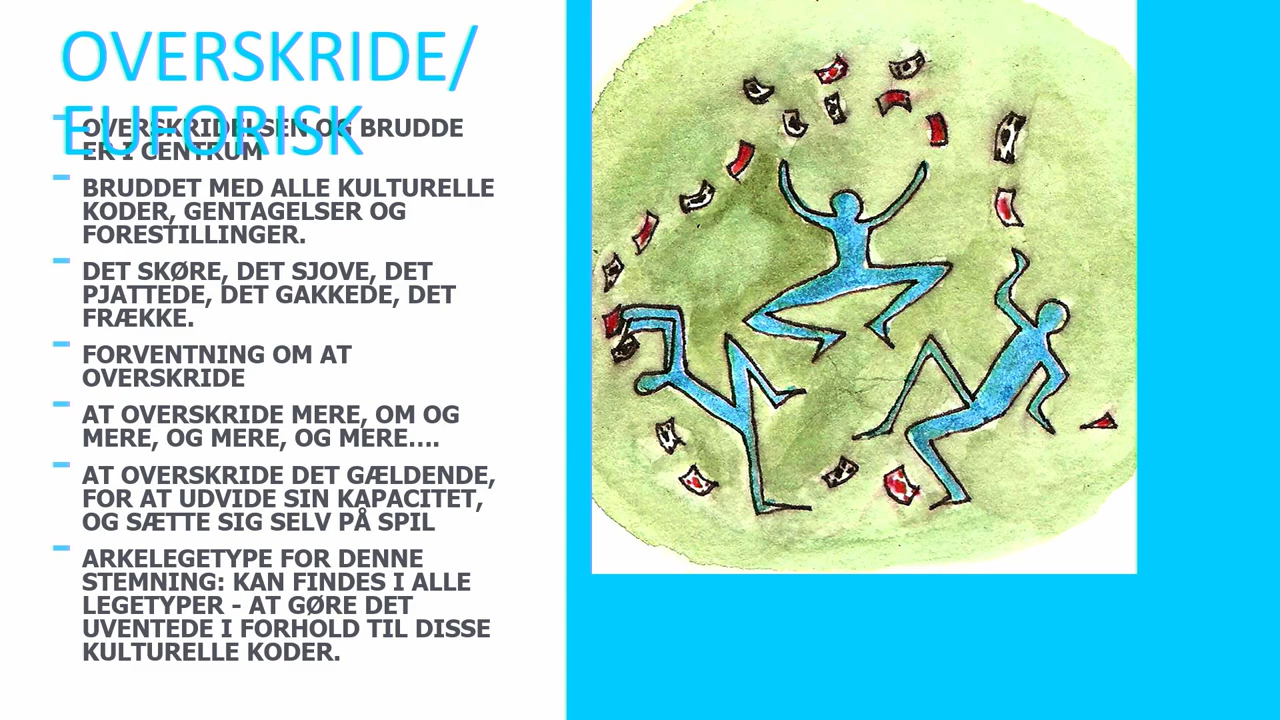 OVERSKRIDE/
EUFORISK
- OVERSKRIDELSEN OG BRUDDE
ER I CENTRUM
- BRUDDET MED ALLE KULTURELLE
KODER, GENTAGELSER OG
FORESTILLINGER.
- DET SKØRE, DET SJOVE, DET
PJATTEDE, DET GAKKEDE, DET
FRÆKKE.
- FORVENTNING OM AT
OVERSKRIDE
- AT OVERSKRIDE MERE, OM OG
MERE, OG MERE, OG MERE….
- AT OVERSKRIDE DET GÆLDENDE,
FOR AT UDVIDE SIN KAPACITET,
OG SÆTTE SIG SELV PÅ SPIL
- ARKELEGETYPE FOR DENNE
STEMNING: KAN FINDES I ALLE
LEGETYPER - AT GØRE DET
UVENTEDE I FORHOLD TIL DISSE
KULTURELLE KODER.